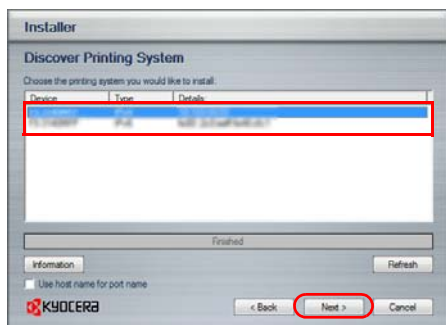 Installer
Discover Printing System
Choose the printing system you would like to install:
Device Type Details:
Finished
Information Refresh
Use host name for port name
KYOCERA < Back Next > Cancel